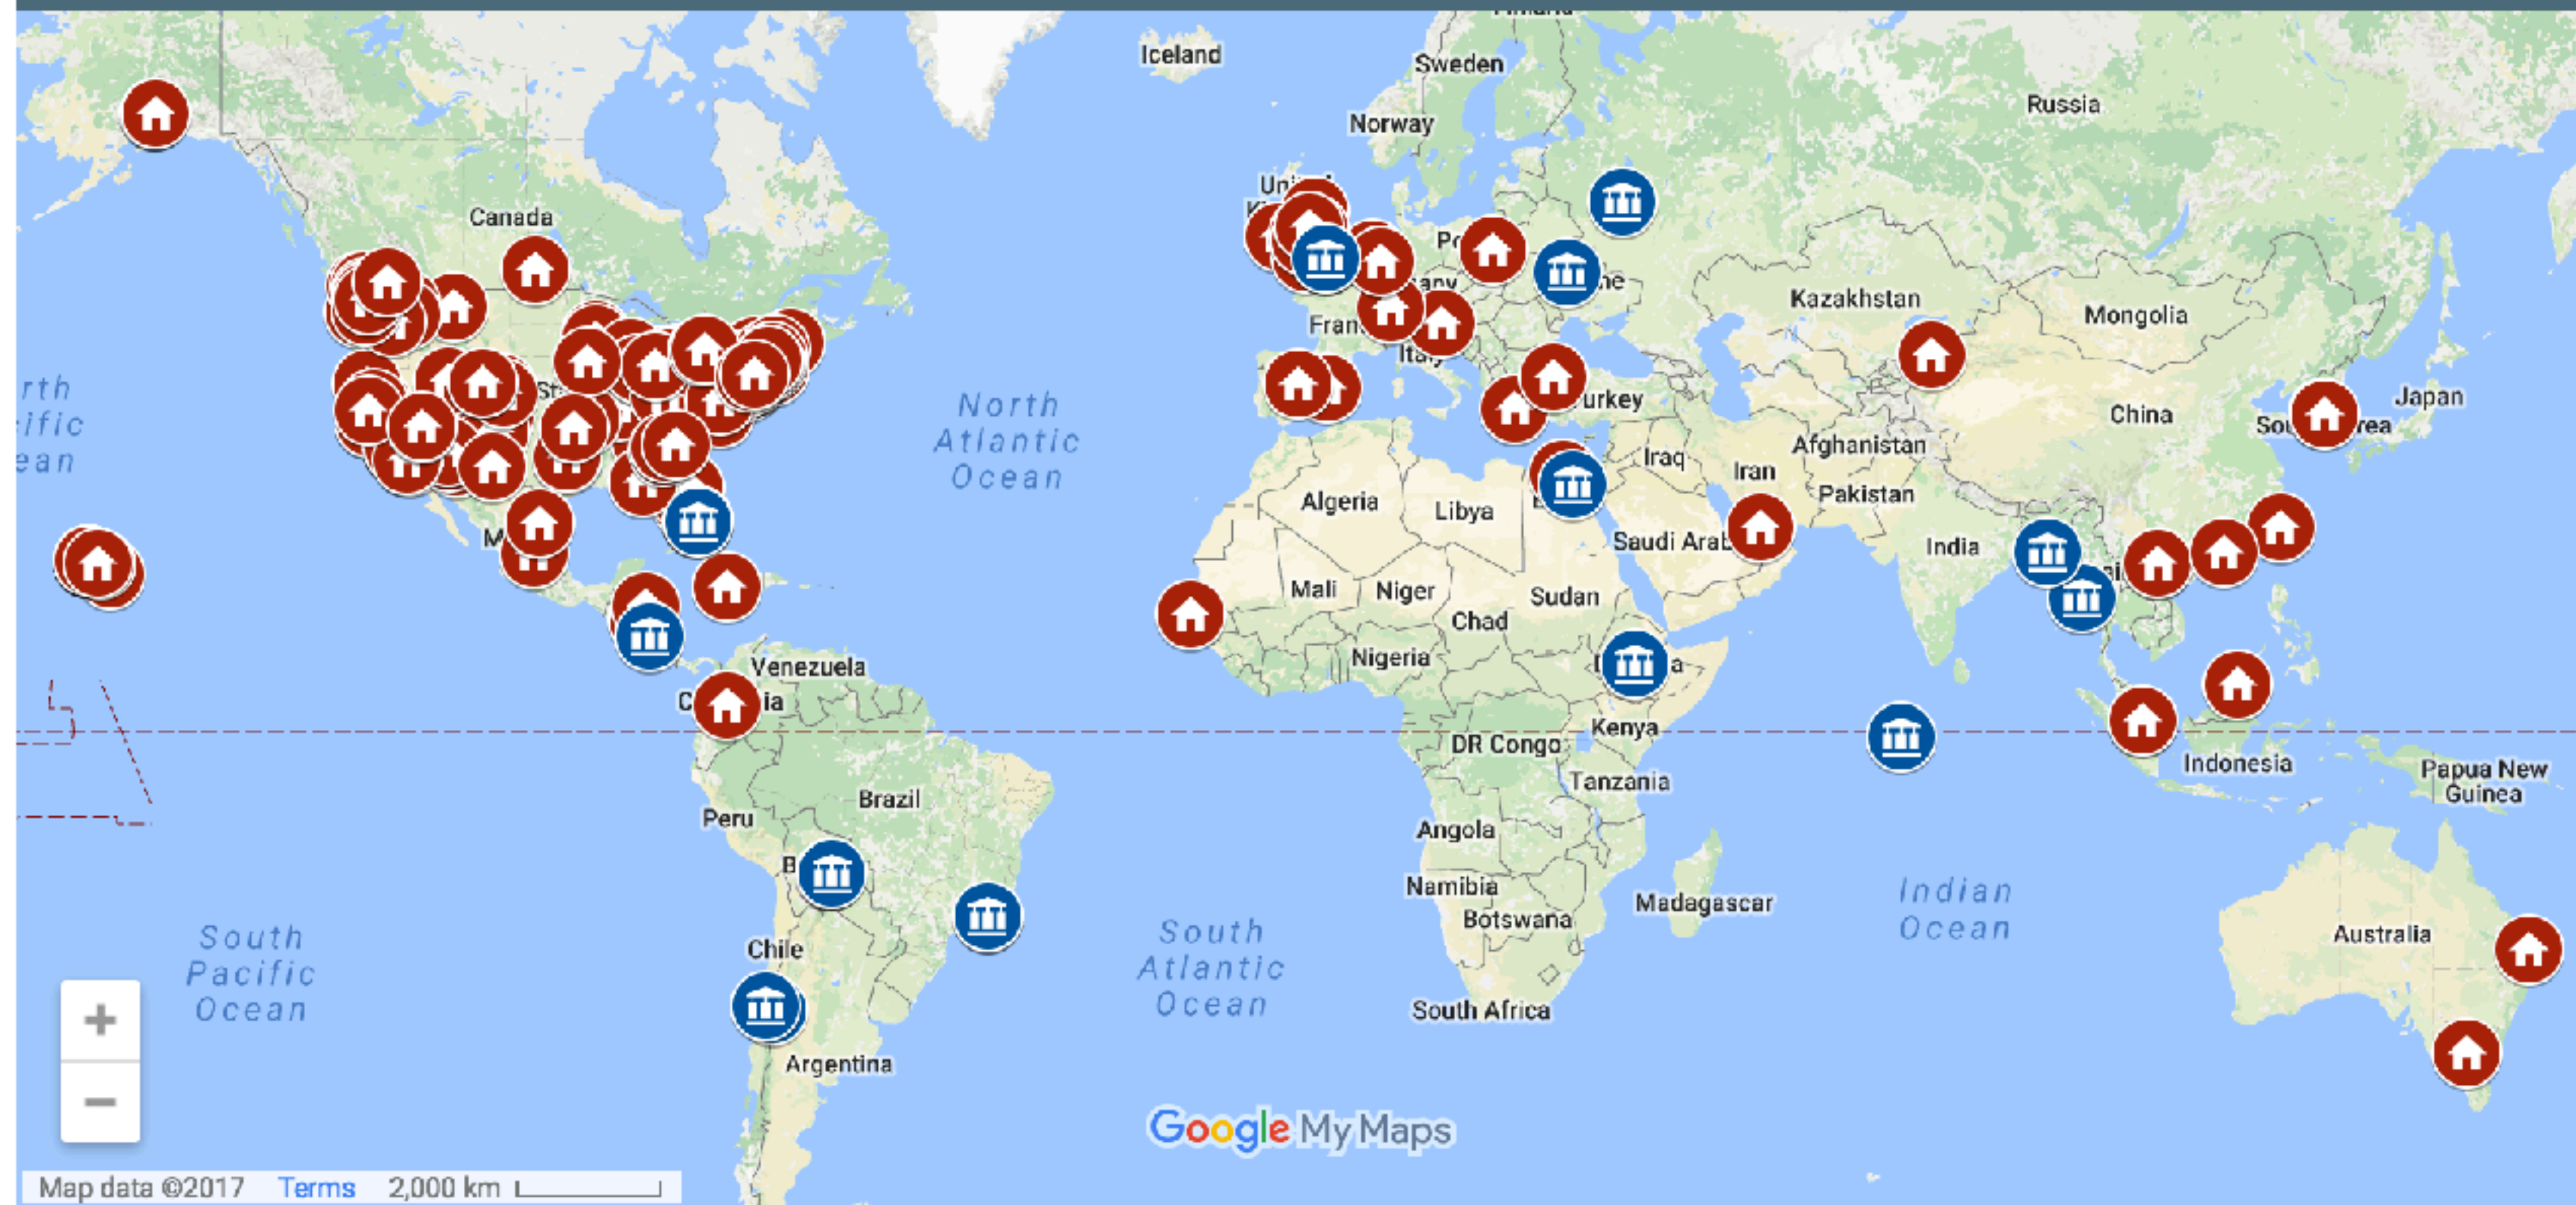 Iceland
Sweden
Norway
Russia
Canada
Kazakhstan
Mongolia
Japan
China
Afghanistan
Iraq
Iran
Pakistan
North
Atlantic
Ocean
Algeria
Libya
India
Mali
Niger
Sudan
Chad
Nigeria
Venezuela
Kenya
DR Congo
Tanzania
Indonesia
Papua New
Guinea
Brazil
Peru
Angola
Namibia
Botswana
Madagascar
Indian
Ocean
Australia
South
Pacific
Ocean
Chile
South
Atlantic
Ocean
South Africa
Argentina
Google My Maps
Map data ©2017 Terms 2,000 km